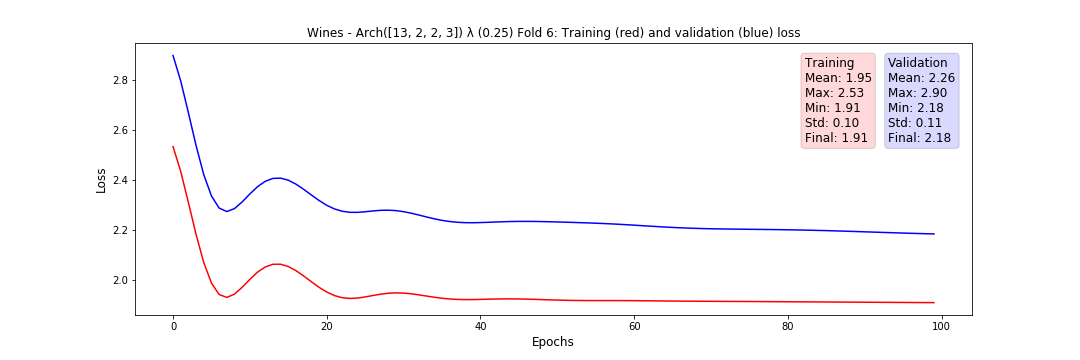 Wines - Arch([13, 2, 2, 3]) λ (0.25) Fold 6: Training (red) and validation (blue) loss
Training
Mean: 1.95
Max: 2.53
Min: 1.91
Std: 0.10
Final: 1.91
Validation
Mean: 2.26
Max: 2.90
Min: 2.18
Std: 0.11
Final: 2.18
Loss
2.8
2.6
2.4
2.2
2.0
0
20
40
60
80
100
Epochs